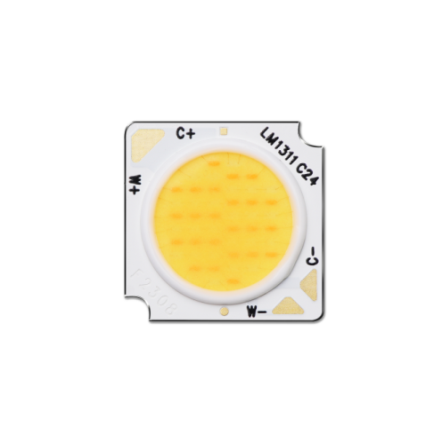 C+
LM1311 C24
W+
C-
W-